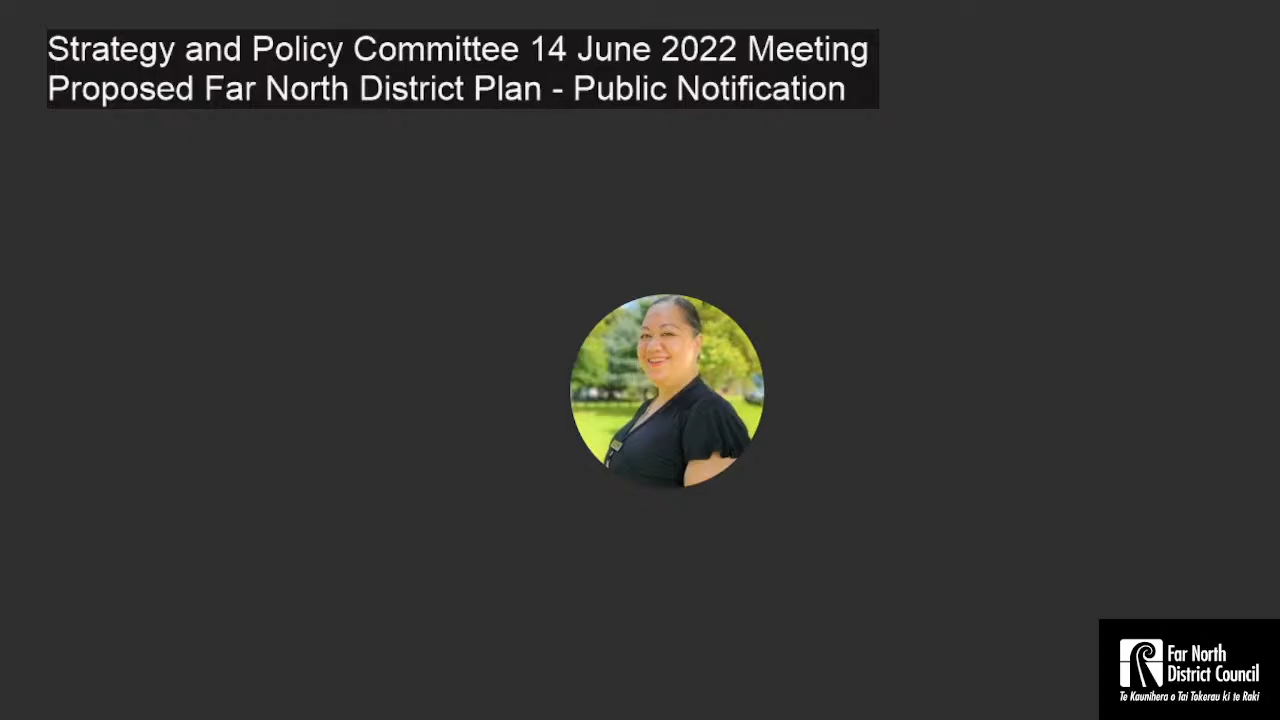 Strategy and Policy Committee 14 June 2022 Meeting
Proposed Far North District Plan - Public Notification
Far North
District Council
Te Kaunihera o Tai Tokerau ki te Raki